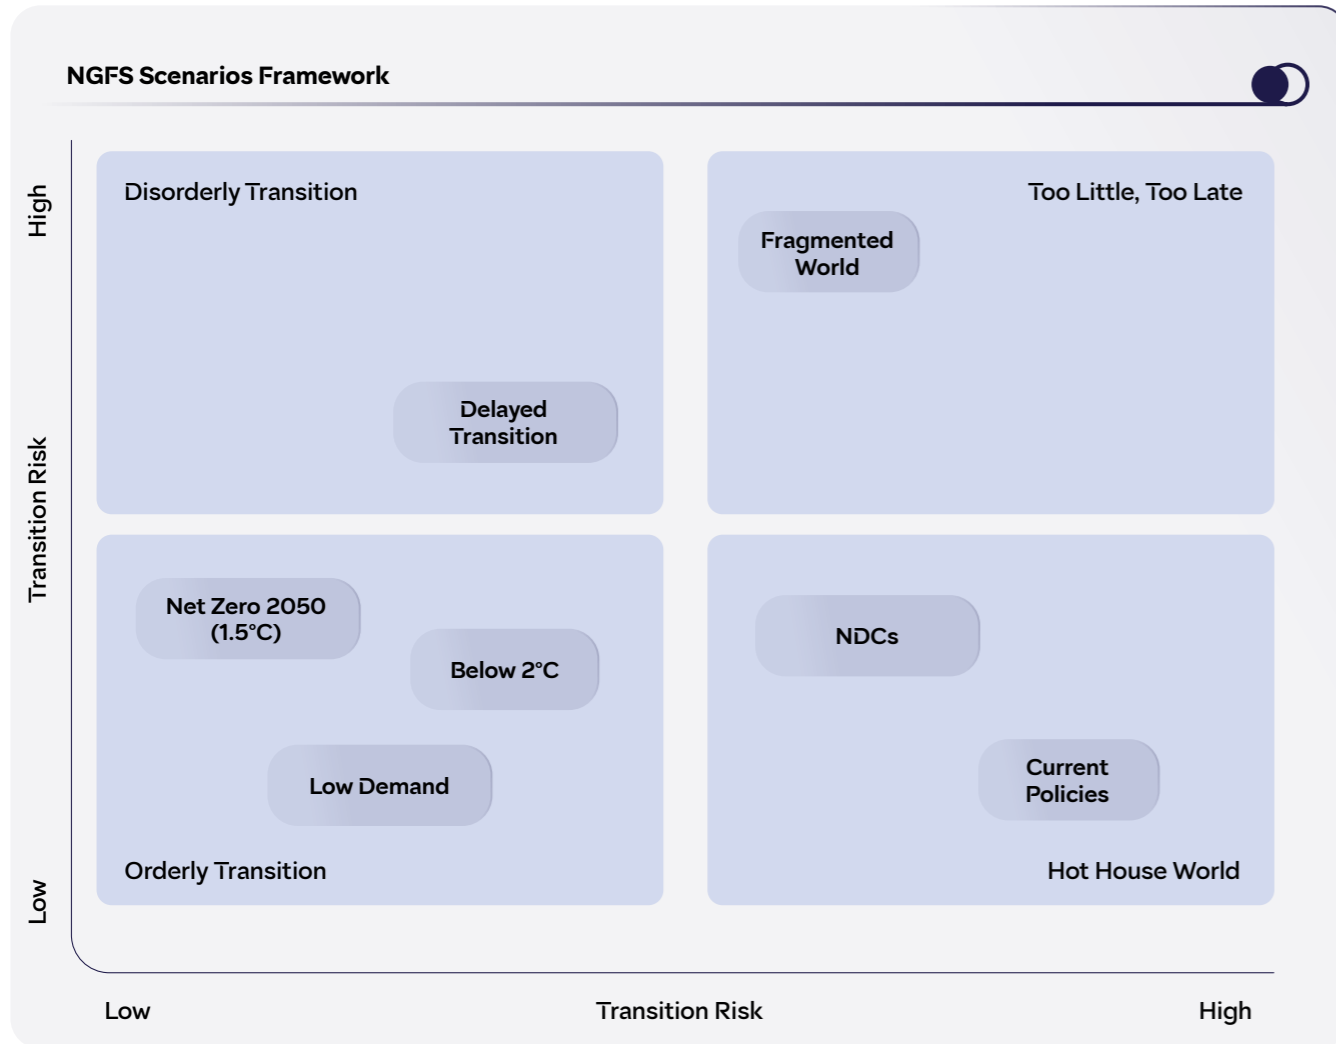 NGFS Scenarios Framework
High
Transition Risk
Low
Disorderly Transition
Delayed
Transition
Too Little, Too Late
Fragmented
World
Net Zero 2050
(1.5°C)
Below 2°C
Low Demand
Orderly Transition
NDCs
Current
Policies
Hot House World
Low
Transition Risk
High